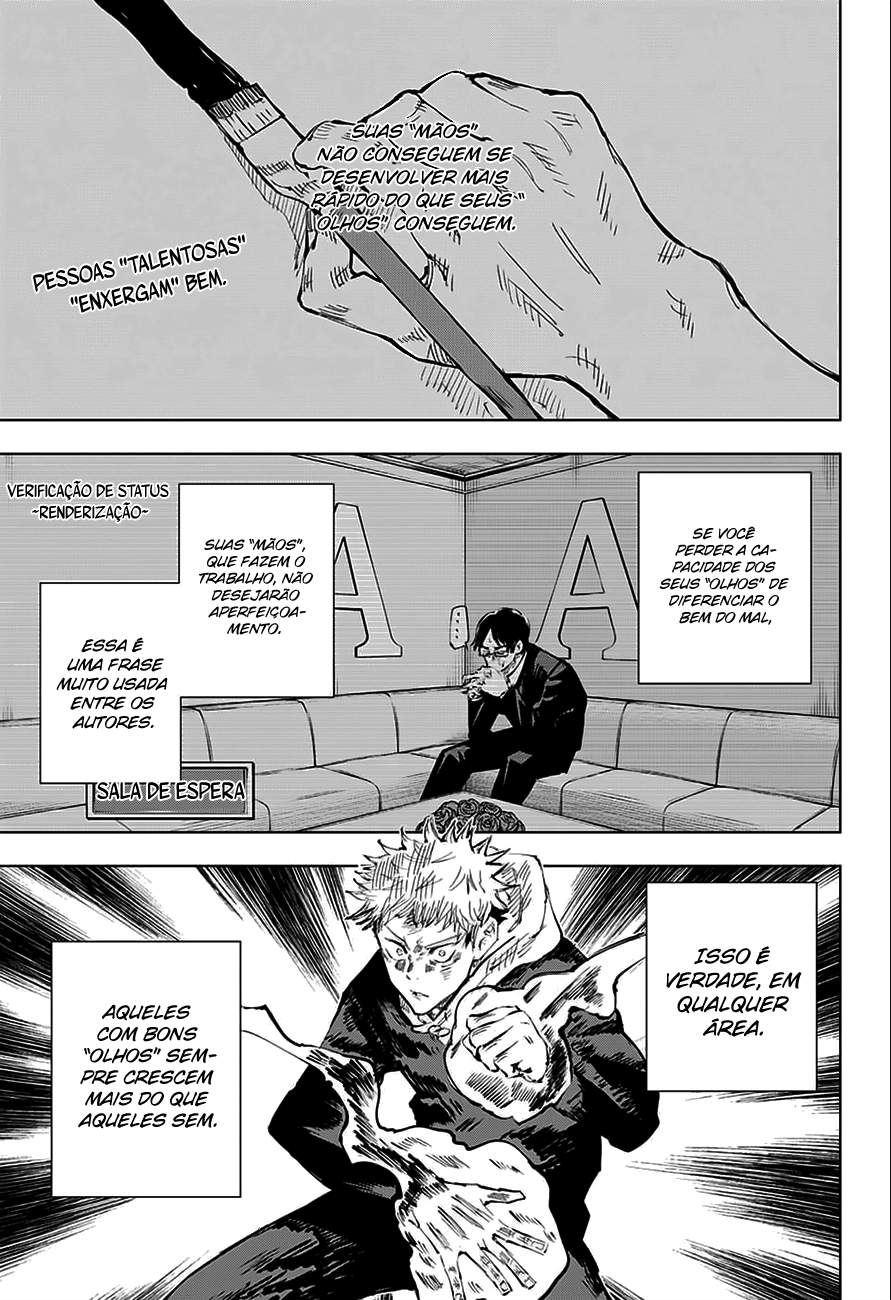 SUAS "MÃOS"
NÃO CONSEGUEM SE
DESENVOLVER MAIS
RÁPIDO DO QUE SEUS "
OLHOS" CONSEGUEM.
PESSOAS "TALENTOSAS"
"ENXERGAM" BEM.
SE VOCÊ
PERDER A CA-
PACIDADE DOS
SEUS "OLHOS" DE
DIFERENCIAR O
BEM DO MAL,
SUAS "MÃOS",
QUE FAZEM O
TRABALHO, NÃO
DESEJARÃO
APERFEIÇOA-
MENTO.
VERIFICAÇÃO DE STATUS
~RENDERIZAÇÃO~
ESSA É
UMA FRASE
MUITO USADA
ENTRE OS
AUTORES.
A
A
...
SALA DE ESPERA
ISSO É
VERDADE, EM
QUALQUER
ÁREA.
AQUELES
COM BONS
"OLHOS" SEM-
PRE CRESCEM
MAIS DO QUE
AQUELES SEM.